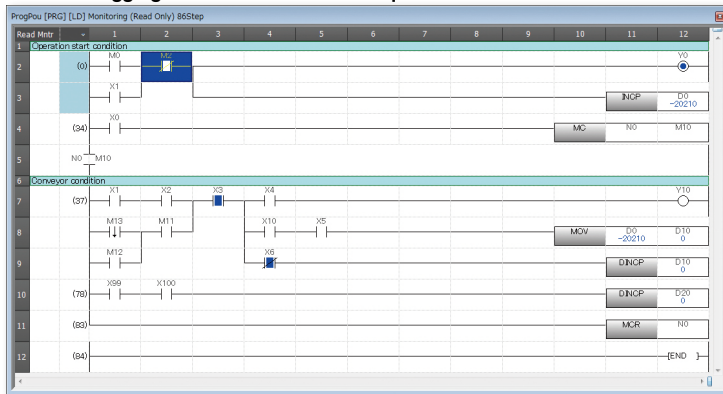 ProgPou [PRG] [LD] Monitoring (Read Only) 86Step
Read Mntr 1 2 3 4 5 6 7 8 9 10 11 12
1 Operation start condition
M0 M2 Y0
2 (0)
X1
3 INCP D0
-20210
X0
4 (34) MC N0 M10
5 N0 M10
6 Conveyor condition
X1 X2 X3 X4 Y10
7 (37)
M13 M11 X10 X5
8 MOV D0 D10
-20210 0
M12 X6
9 DINCP D10
0
X99 X100
10 (78) DINCP D20
0
11 (83) MCR N0
12 (84) [END ]